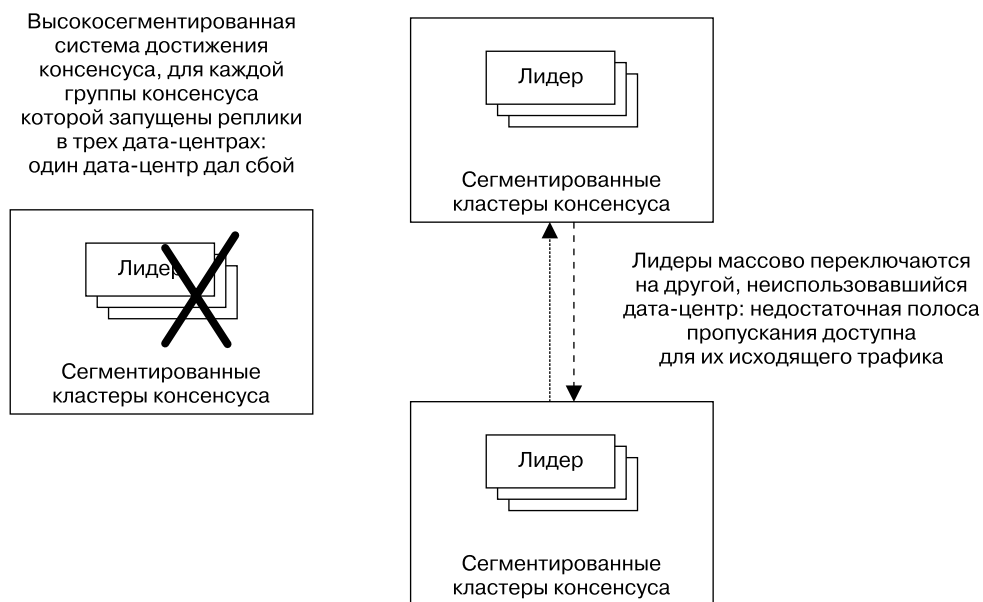 Высокосегментированная
система достижения
консенсуса, для каждой
группы консенсуса
которой запущены реплики
в трех дата-центрах:
один дата-центр дал сбой
Лидер
Сегментированные
кластеры консенсуса
Лидер
Сегментированные
кластеры консенсуса
Лидеры массово переключаются
на другой, неиспользовавшийся
дата-центр: недостаточная полоса
пропускания доступна
для их исходящего трафика
Лидер
Сегментированные
кластеры консенсуса